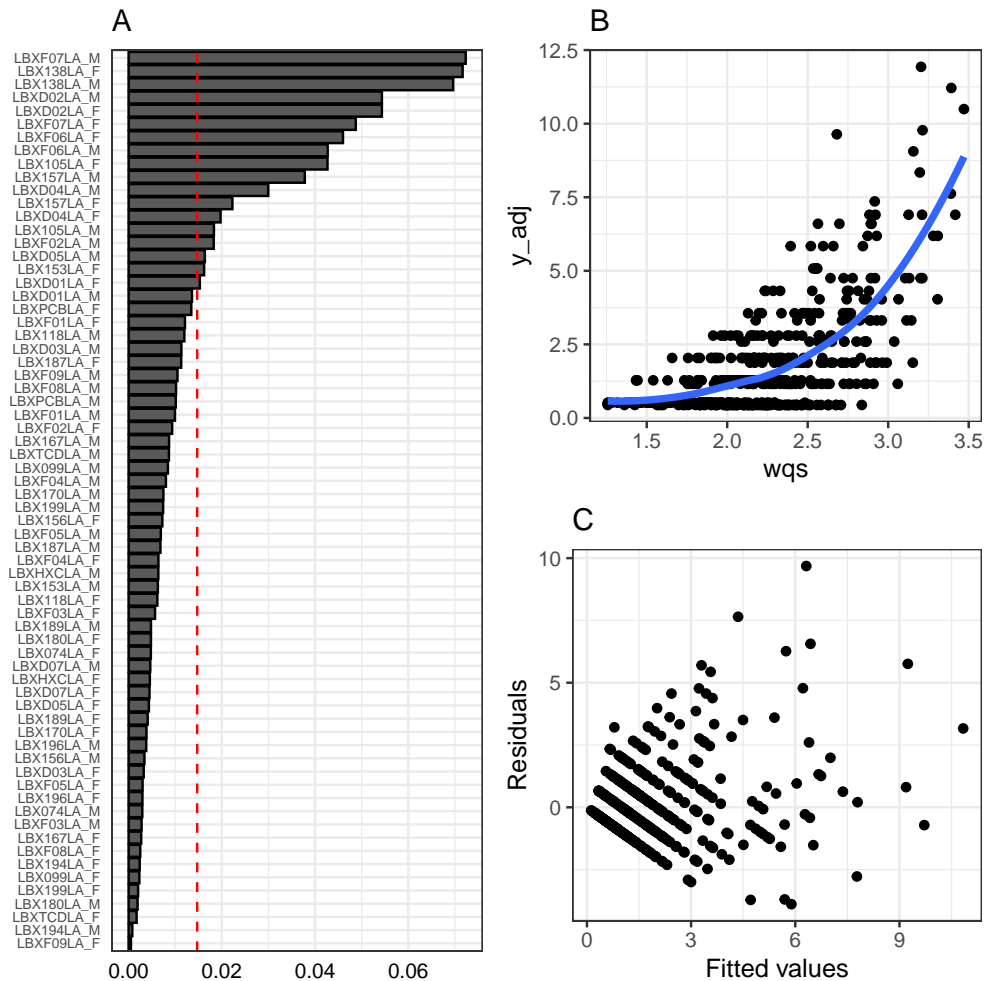 A
LBXF07LA_M
LBX138LA_F
LBX138LA_M
LBXD02LA_M
LBXD02LA_F
LBXF07LA_F
LBXF06LA_F
LBXF06LA_M
LBX105LA_F
LBX157LA_M
LBXD04LA_M
LBX157LA_F
LBXD04LA_F
LBX105LA_M
LBXF02LA_M
LBXD05LA_M
LBX153LA_F
LBXD01LA_F
LBXD01LA_M
LBXPCBLA_F
LBXF01LA_F
LBX118LA_M
LBXD03LA_M
LBX187LA_F
LBXF09LA_M
LBXF08LA_M
LBXPCBLA_M
LBXF01LA_M
LBXF02LA_F
LBX167LA_M
LBXTCDLA_M
LBX099LA_M
LBXF04LA_M
LBX170LA_M
LBX199LA_M
LBX156LA_F
LBXF05LA_M
LBX187LA_M
LBXF04LA_F
LBXHXCLA_M
LBX153LA_M
LBX118LA_F
LBXF03LA_F
LBX189LA_M
LBX180LA_F
LBX074LA_F
LBXD07LA_M
LBXHXCLA_F
LBXD07LA_F
LBXD05LA_F
LBX189LA_F
LBX170LA_F
LBX196LA_M
LBX156LA_M
LBXD03LA_F
LBXF05LA_F
LBX196LA_F
LBX074LA_M
LBXF03LA_M
LBX167LA_F
LBXF08LA_F
LBX194LA_F
LBX099LA_F
LBX199LA_F
LBX180LA_M
LBXTCDLA_F
LBX194LA_M
LBXF09LA_F
0.00 0.02 0.04 0.06
B
y_adj
12.5
10.0
7.5
5.0
2.5
0.0
1.5 2.0 2.5 3.0 3.5
wqs
C
Residuals
10
5
0
0 3 6 9
Fitted values